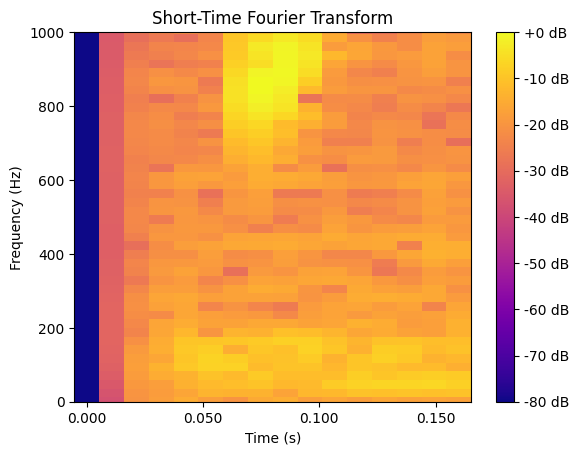 Short-Time Fourier Transform
1000
800
600
400
200
0
Frequency (Hz)
0.000
0.050
0.100
0.150
Time (s)
+0 dB
-10 dB
-20 dB
-30 dB
-40 dB
-50 dB
-60 dB
-70 dB
-80 dB